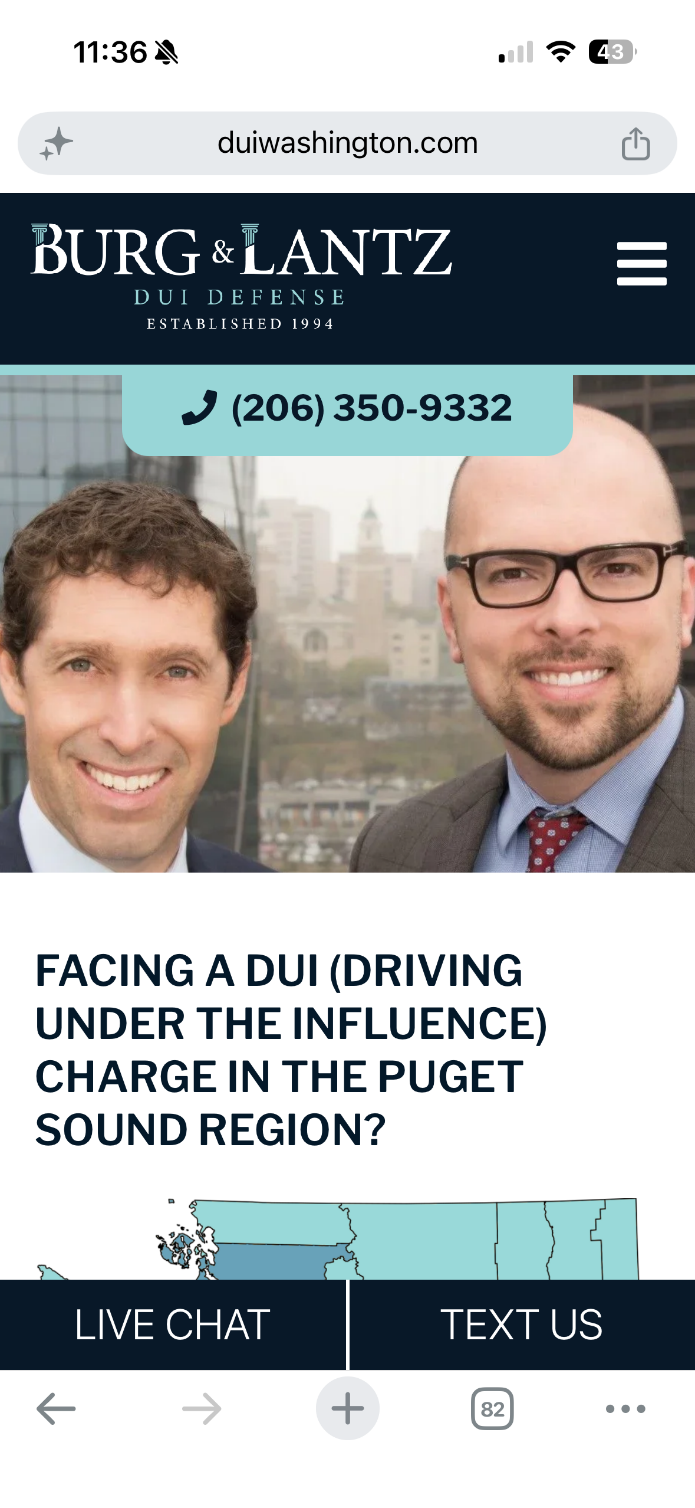 11:36
43
duiwashington.com
BURG & LANTZ
DUI DEFENSE
ESTABLISHED 1994
(206) 350-9332
FACING A DUI (DRIVING
UNDER THE INFLUENCE)
CHARGE IN THE PUGET
SOUND REGION?
LIVE CHAT
TEXT US
82